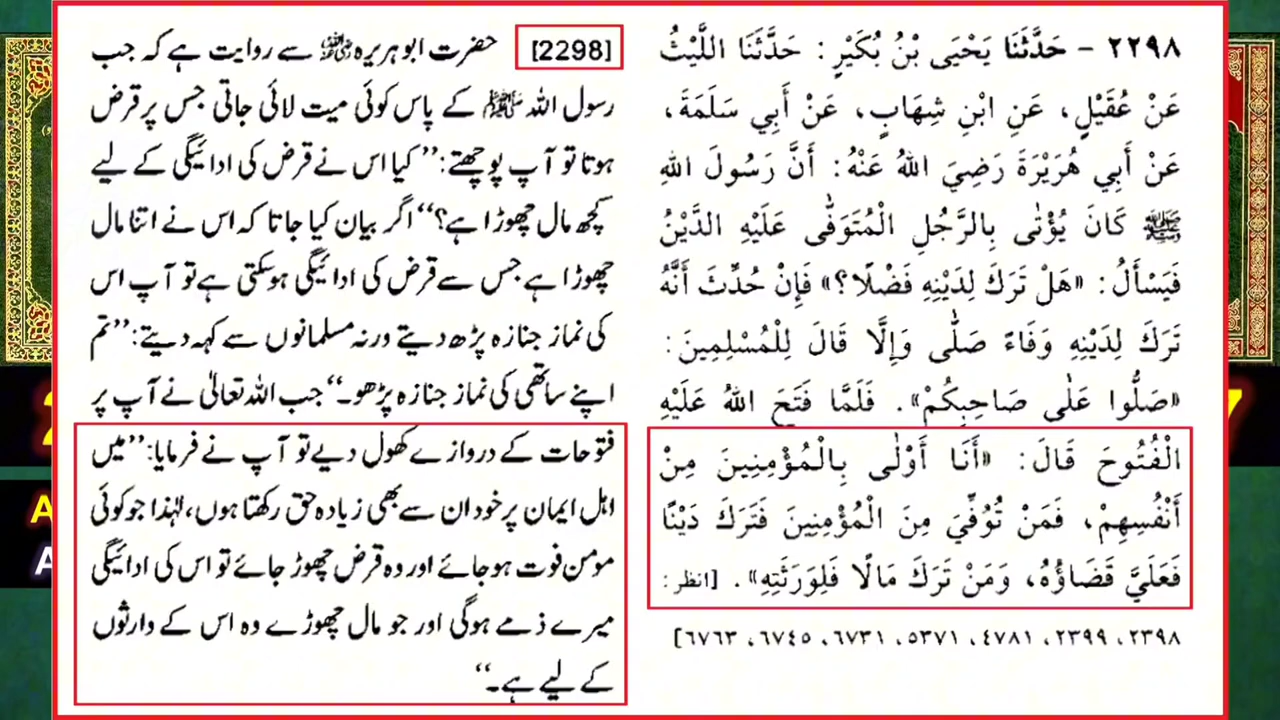 ٢٢٩٨ - حَدَّثَنَا يَحْيَى بْنُ بُكَيْرٍ : حَدَّثَنَا اللَّيْثُ
عَنْ عُقَيْلٍ، عَنِ ابْنِ شِهَابٍ، عَنْ أَبِي سَلَمَةَ،
عَنْ أَبِي هُرَيْرَةَ رَضِيَ اللهُ عَنْهُ: أَنَّ رَسُولَ اللهِ
ﷺ كَانَ يُؤْتٰى بِالرَّجُلِ الْمُتَوَفّٰى عَلَيْهِ الدَّيْنُ
فَيَسْأَلُ: «هَلْ تَرَكَ لِدَيْنِهِ فَضْلًا؟» فَإِنْ حُدِّثَ أَنَّهُ
تَرَكَ لِدَيْنِهِ وَفَاءً صَلّٰى وَإِلَّا قَالَ لِلْمُسْلِمِينَ:
«صَلُّوا عَلٰى صَاحِبِكُمْ». فَلَمَّا فَتَحَ اللهُ عَلَيْهِ
الْفُتُوحَ قَالَ: «أَنَا أَوْلٰى بِالْمُؤْمِنِينَ مِنْ
أَنْفُسِهِمْ، فَمَنْ تُوُفِّيَ مِنَ الْمُؤْمِنِينَ فَتَرَكَ دَيْنًا
فَعَلَيَّ قَضَاؤُهُ، وَمَنْ تَرَكَ مَالًا فَلِوَرَثَتِهِ». [انظر:
٢٣٩٨، ٢٣٩٩، ٤٧٨١، ٥٣٧١، ٦٧٣١، ٦٧٤٥، ٦٧٦٣]
[2298] حضرت ابوہریرہ ؓ سے روایت ہے کہ جب
رسول اللہ ﷺ کے پاس کوئی میت لائی جاتی جس پر قرض
ہوتا تو آپ پوچھتے: ’’کیا اس نے قرض کی ادائیگی کے لیے
کچھ مال چھوڑا ہے؟‘‘ اگر بیان کیا جاتا کہ اس نے اتنا مال
چھوڑا ہے جس سے قرض کی ادائیگی ہوسکتی ہے تو آپ اس
کی نماز جنازہ پڑھ دیتے ورنہ مسلمانوں سے کہہ دیتے: ’’تم
اپنے ساتھی کی نماز جنازہ پڑھو۔‘‘ جب اللہ تعالیٰ نے آپ پر
فتوحات کے دروازے کھول دیے تو آپ نے فرمایا: ’’میں
اہل ایمان پر خود ان سے بھی زیادہ حق رکھتا ہوں، لہٰذا جو کوئی
مومن فوت ہوجائے اور وہ قرض چھوڑ جائے تو اس کی ادائیگی
میرے ذمے ہوگی اور جو مال چھوڑے وہ اس کے وارثوں
کے لیے ہے۔‘‘